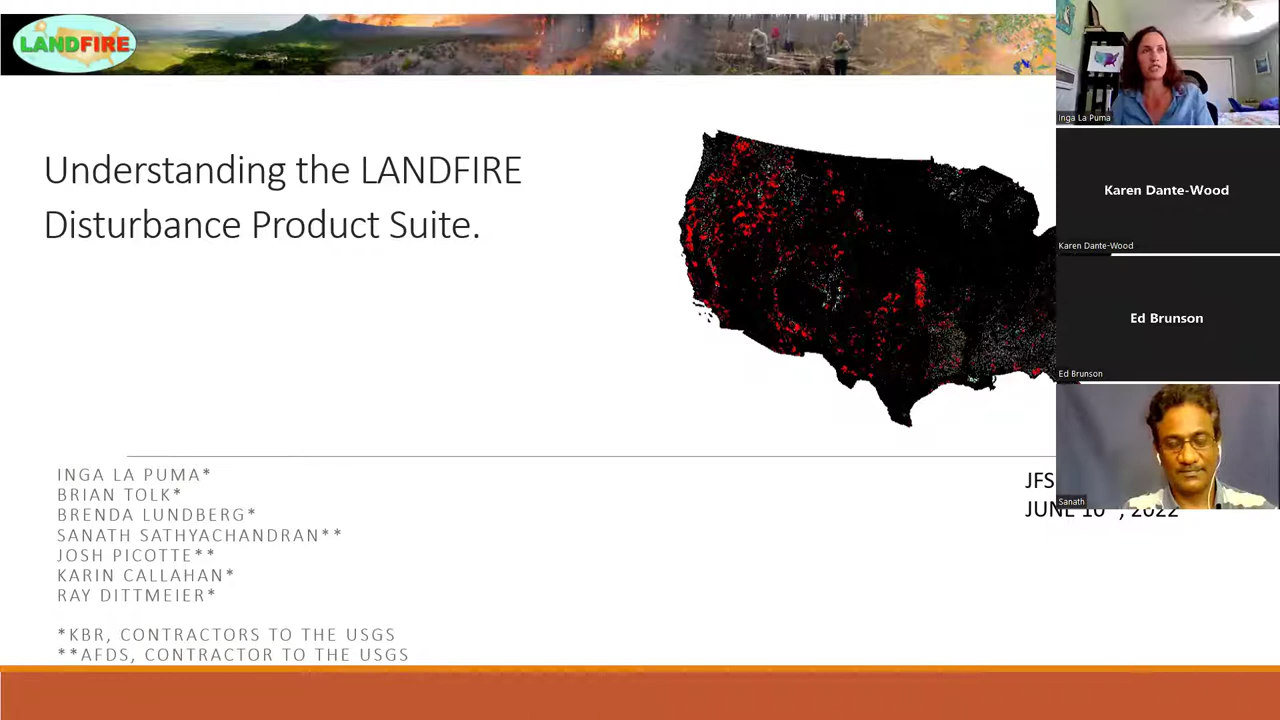 LANDFIRE
Understanding the LANDFIRE
Disturbance Product Suite.
INGA LA PUMA*
BRIAN TOLK*
BRENDA LUNDBERG*
SANATH SATHYACHANDRAN**
JOSH PICOTTE**
KARIN CALLAHAN*
RAY DITTMEIER*
*KBR, CONTRACTORS TO THE USGS
**AFDS, CONTRACTOR TO THE USGS
JFS
JUNE 10 , 2022
Inga La Puma
Karen Dante-Wood
Karen Dante-Wood
Ed Brunson
Ed Brunson
Sanath